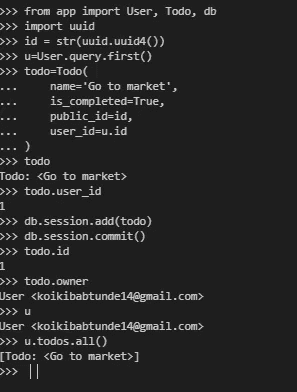 >>> from app import User, Todo, db
>>> import uuid
>>> id = str(uuid.uuid4())
>>> u=User.query.first()
>>> todo=Todo(
...     name='Go to market',
...     is_completed=True,
...     public_id=id,
...     user_id=u.id
... )
>>> todo
Todo: <Go to market>
>>> todo.user_id
1
>>> db.session.add(todo)
>>> db.session.commit()
>>> todo.id
1
>>> todo.owner
User <koikibabtunde14@gmail.com>
>>> u
User <koikibabtunde14@gmail.com>
>>> u.todos.all()
[Todo: <Go to market>]
>>>